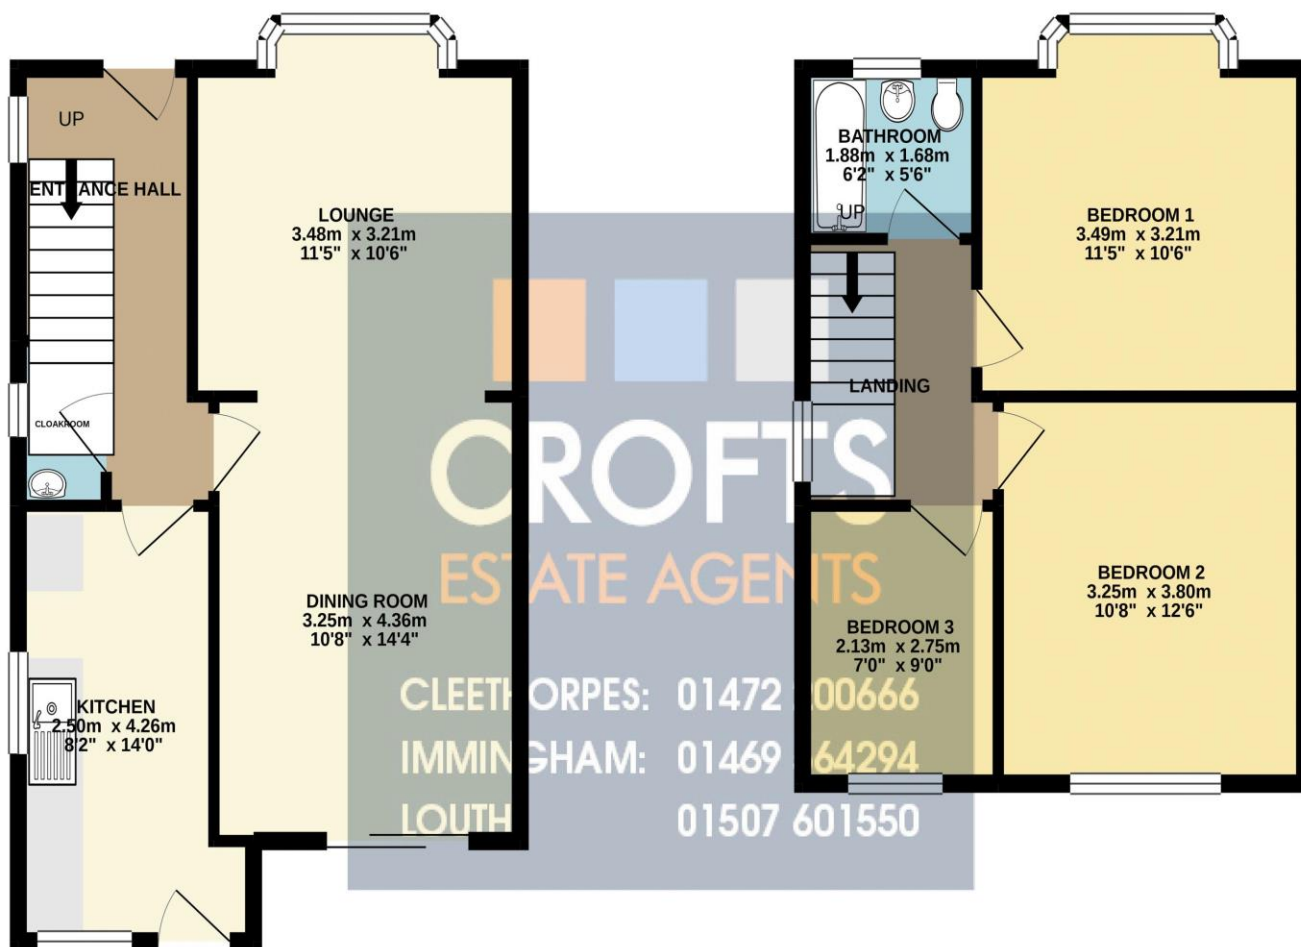 UP
ENTRANCE HALL
CLOAKROOM
LOUNGE
3.48m x 3.21m
11'5" x 10'6"
DINING ROOM
3.25m x 4.36m
10'8" x 14'4"
KITCHEN
2.50m x 4.26m
8'2" x 14'0"
BATHROOM
1.88m x 1.68m
6'2" x 5'6"
UP
BEDROOM 1
3.49m x 3.21m
11'5" x 10'6"
LANDING
BEDROOM 2
3.25m x 3.80m
10'8" x 12'6"
BEDROOM 3
2.13m x 2.75m
7'0" x 9'0"
CROFTS
ESTATE AGENTS
CLEETHORPES: 01472 200666
IMMINGHAM: 01469 564294
LOUTH 01507 601550